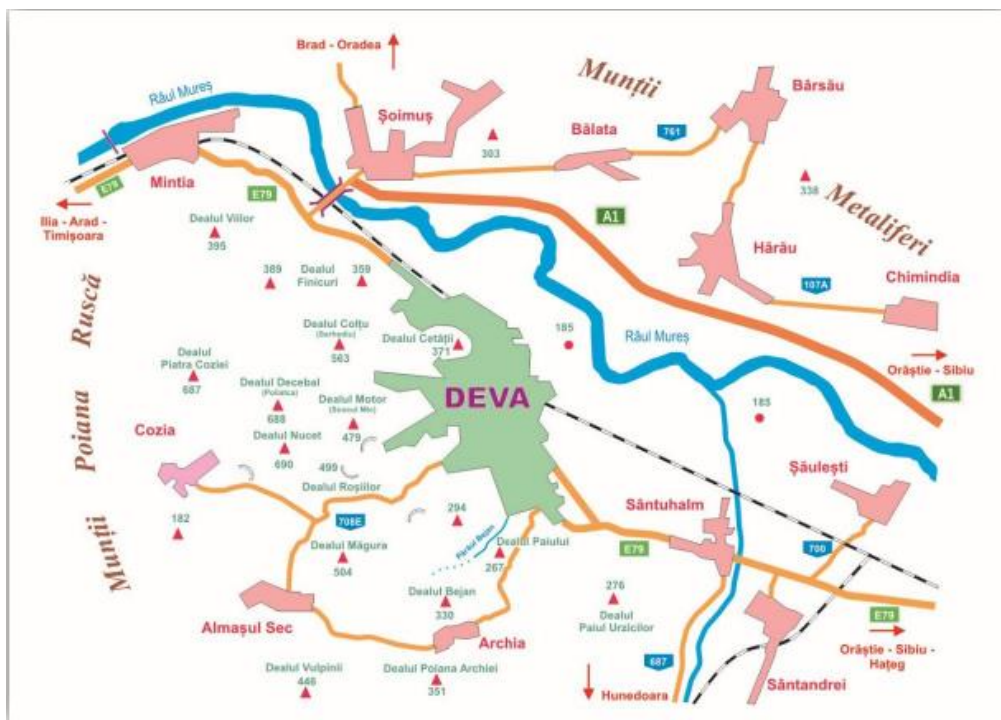 Brad - Oradea
Munții
Bârsău
Râul Mureș
Șoimuș
Bălata
761
303
338
Mintia
E79
E79
A1
Metaliferi
Ilia - Arad -
Timișoara
Dealul Viilor
395
Hărău
Chimindia
107A
389
Dealul
Finicuri
359
Munții Poiana Ruscă
Dealul Colțu
563
Dealul Cetății
371
185
Râul Mureș
Orăștie - Sibiu
A1
Dealul
Piatra Coziei
687
Dealul Decebal
688
Dealul Motor
479
DEVA
185
Cozia
Dealul Nucet
690
499
Dealul Roșiilor
Săulești
Sântuhalm
182
708E
294
Pârâul Bejan
Dealul Paiului
267
E79
700
Dealul Măgura
504
276
Dealul
Paiul Urzicilor
Dealul Bejan
330
E79
Almașul Sec
Archia
Orăștie - Sibiu -
Hațeg
687
Dealul Vulpinii
446
Dealul Poiana Archiei
351
Hunedoara
Sântandrei